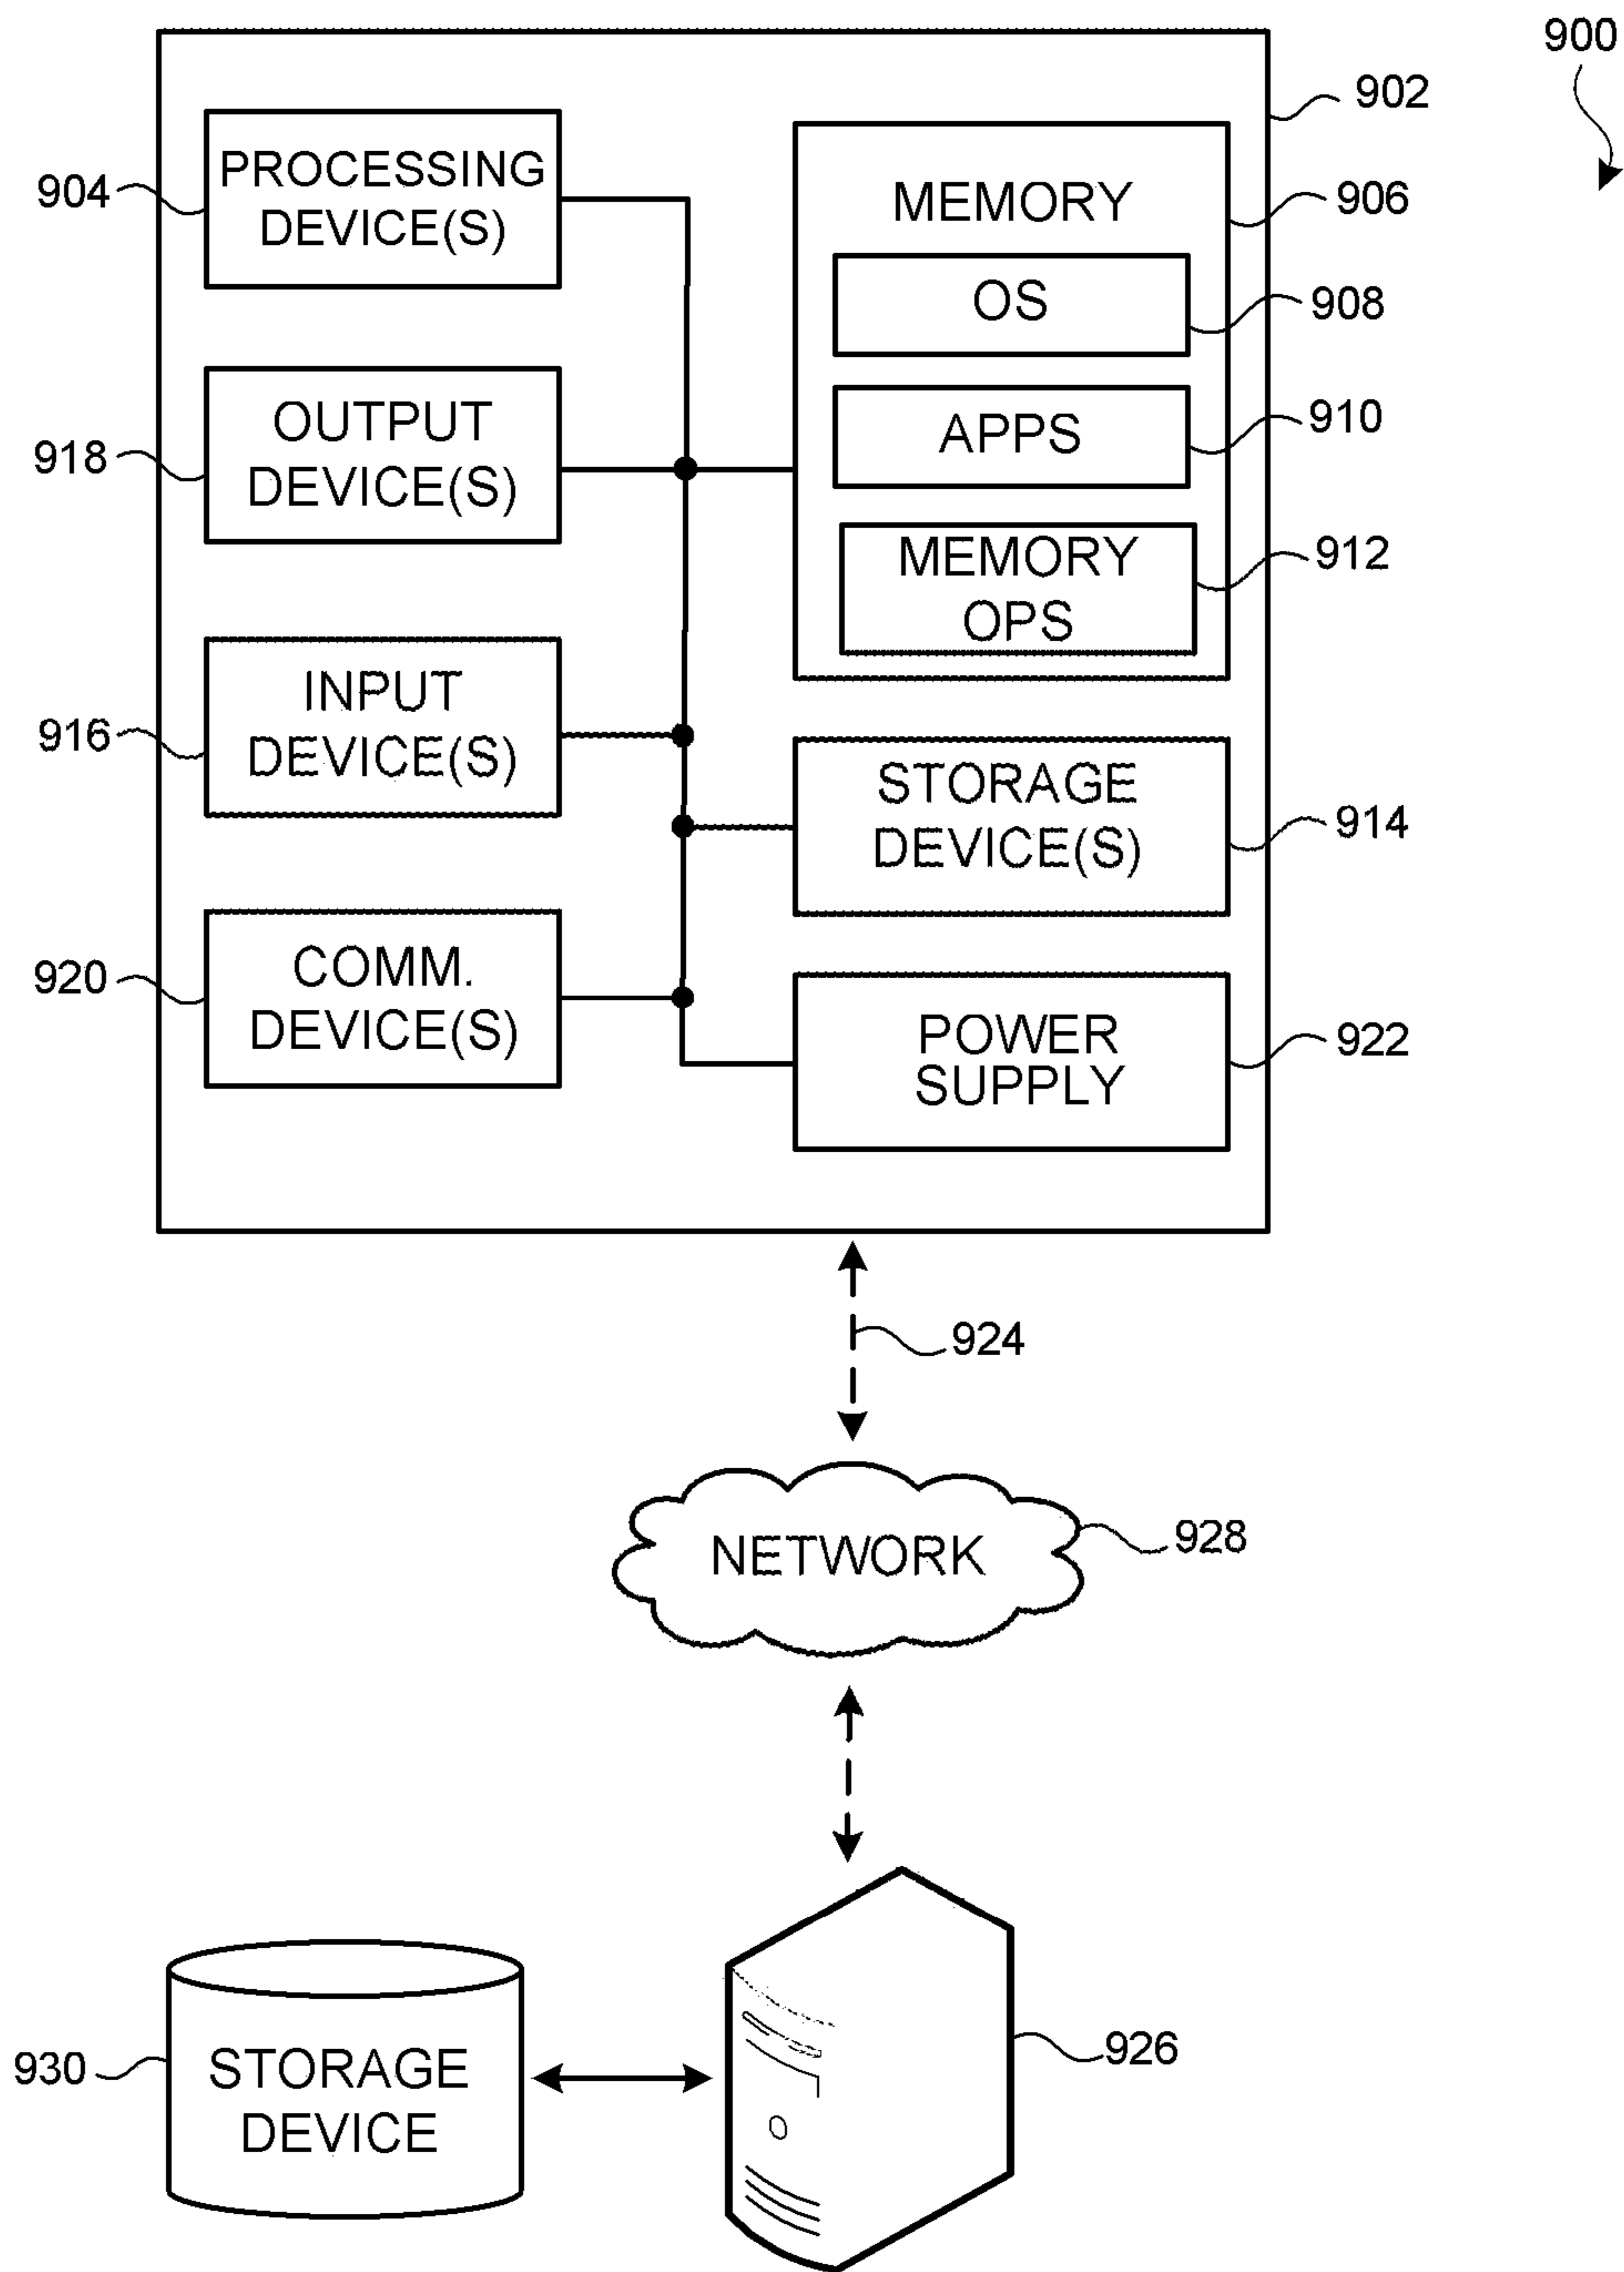 900
902
PROCESSING
DEVICE(S)
904
MEMORY
906
OS
908
OUTPUT
DEVICE(S)
918
APPS
910
MEMORY
OPS
912
INPUT
DEVICE(S)
916
STORAGE
DEVICE(S)
914
COMM.
DEVICE(S)
920
POWER
SUPPLY
922
924
NETWORK
928
926
STORAGE
DEVICE
930